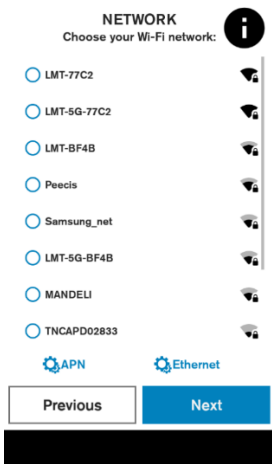 NETWORK
Choose your Wi-Fi network:
i
LMT-77C2
LMT-5G-77C2
LMT-BF4B
Peecis
Samsung_net
LMT-5G-BF4B
MANDELI
TNCAPD02833
APN
Ethernet
Previous
Next